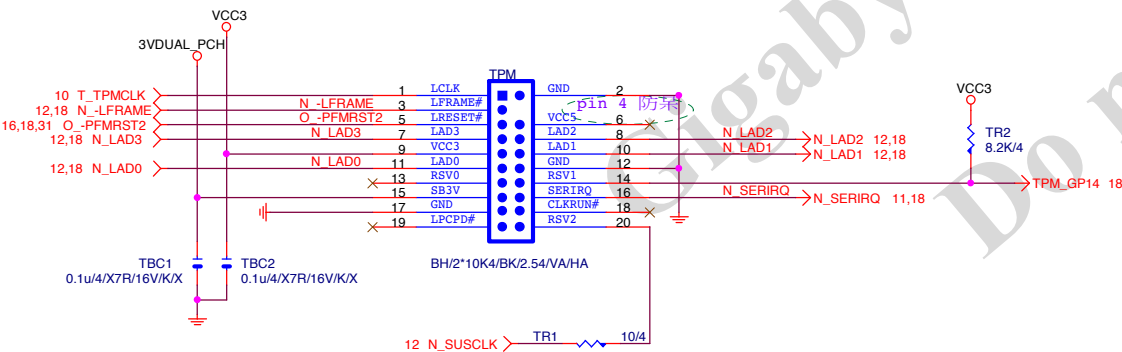 VCC3
3VDUAL_PCH
10 T_TPMCLK
12,18 N_-LFRAME
16,18,31 O_-PFMRST2
12,18 N_LAD3
12,18 N_LAD0
N_-LFRAME
O_-PFMRST2
N_LAD3
N_LAD0
TPM
1 LCLK GND 2
3 LFRAME#
pin 4 防呆
5 LRESET# VCC5 6
7 LAD3 LAD2 8
9 VCC3 LAD1 10
11 LAD0 GND 12
13 RSV0 RSV1 14
15 SB3V SERIRQ 16
17 GND CLKRUN# 18
19 LPCPD# RSV2 20
BH/2*10K4/BK/2.54/VA/HA
N_LAD2 N_LAD2 12,18
N_LAD1 N_LAD1 12,18
N_SERIRQ N_SERIRQ 11,18
VCC3
TR2
8.2K/4
TPM_GP14 18
TBC1
0.1u/4/X7R/16V/K/X
TBC2
0.1u/4/X7R/16V/K/X
12 N_SUSCLK TR1 10/4
Gigaby
Do n